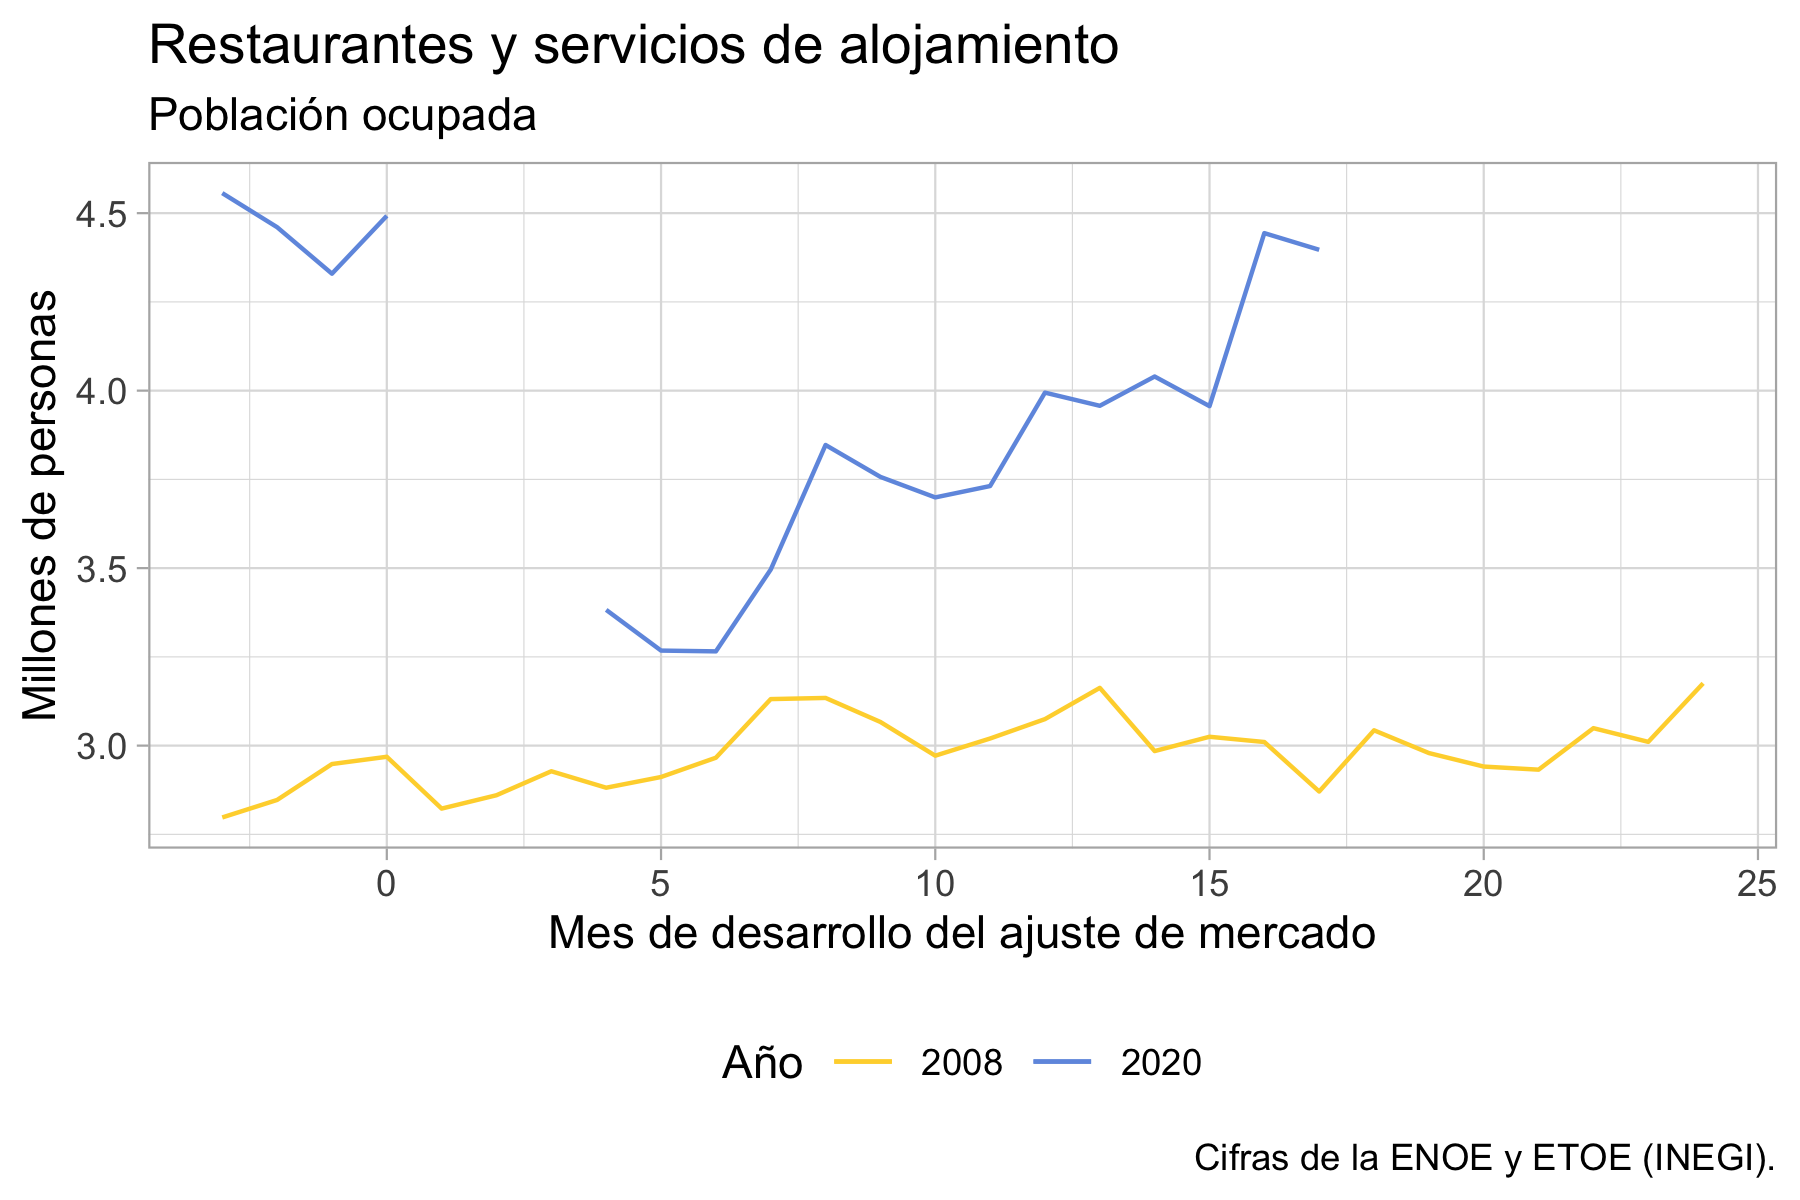 Restaurantes y servicios de alojamiento
Población ocupada
Millones de personas
4.5
4.0
3.5
3.0
0 5 10 15 20 25
Mes de desarrollo del ajuste de mercado
Año 2008 2020
Cifras de la ENOE y ETOE (INEGI).